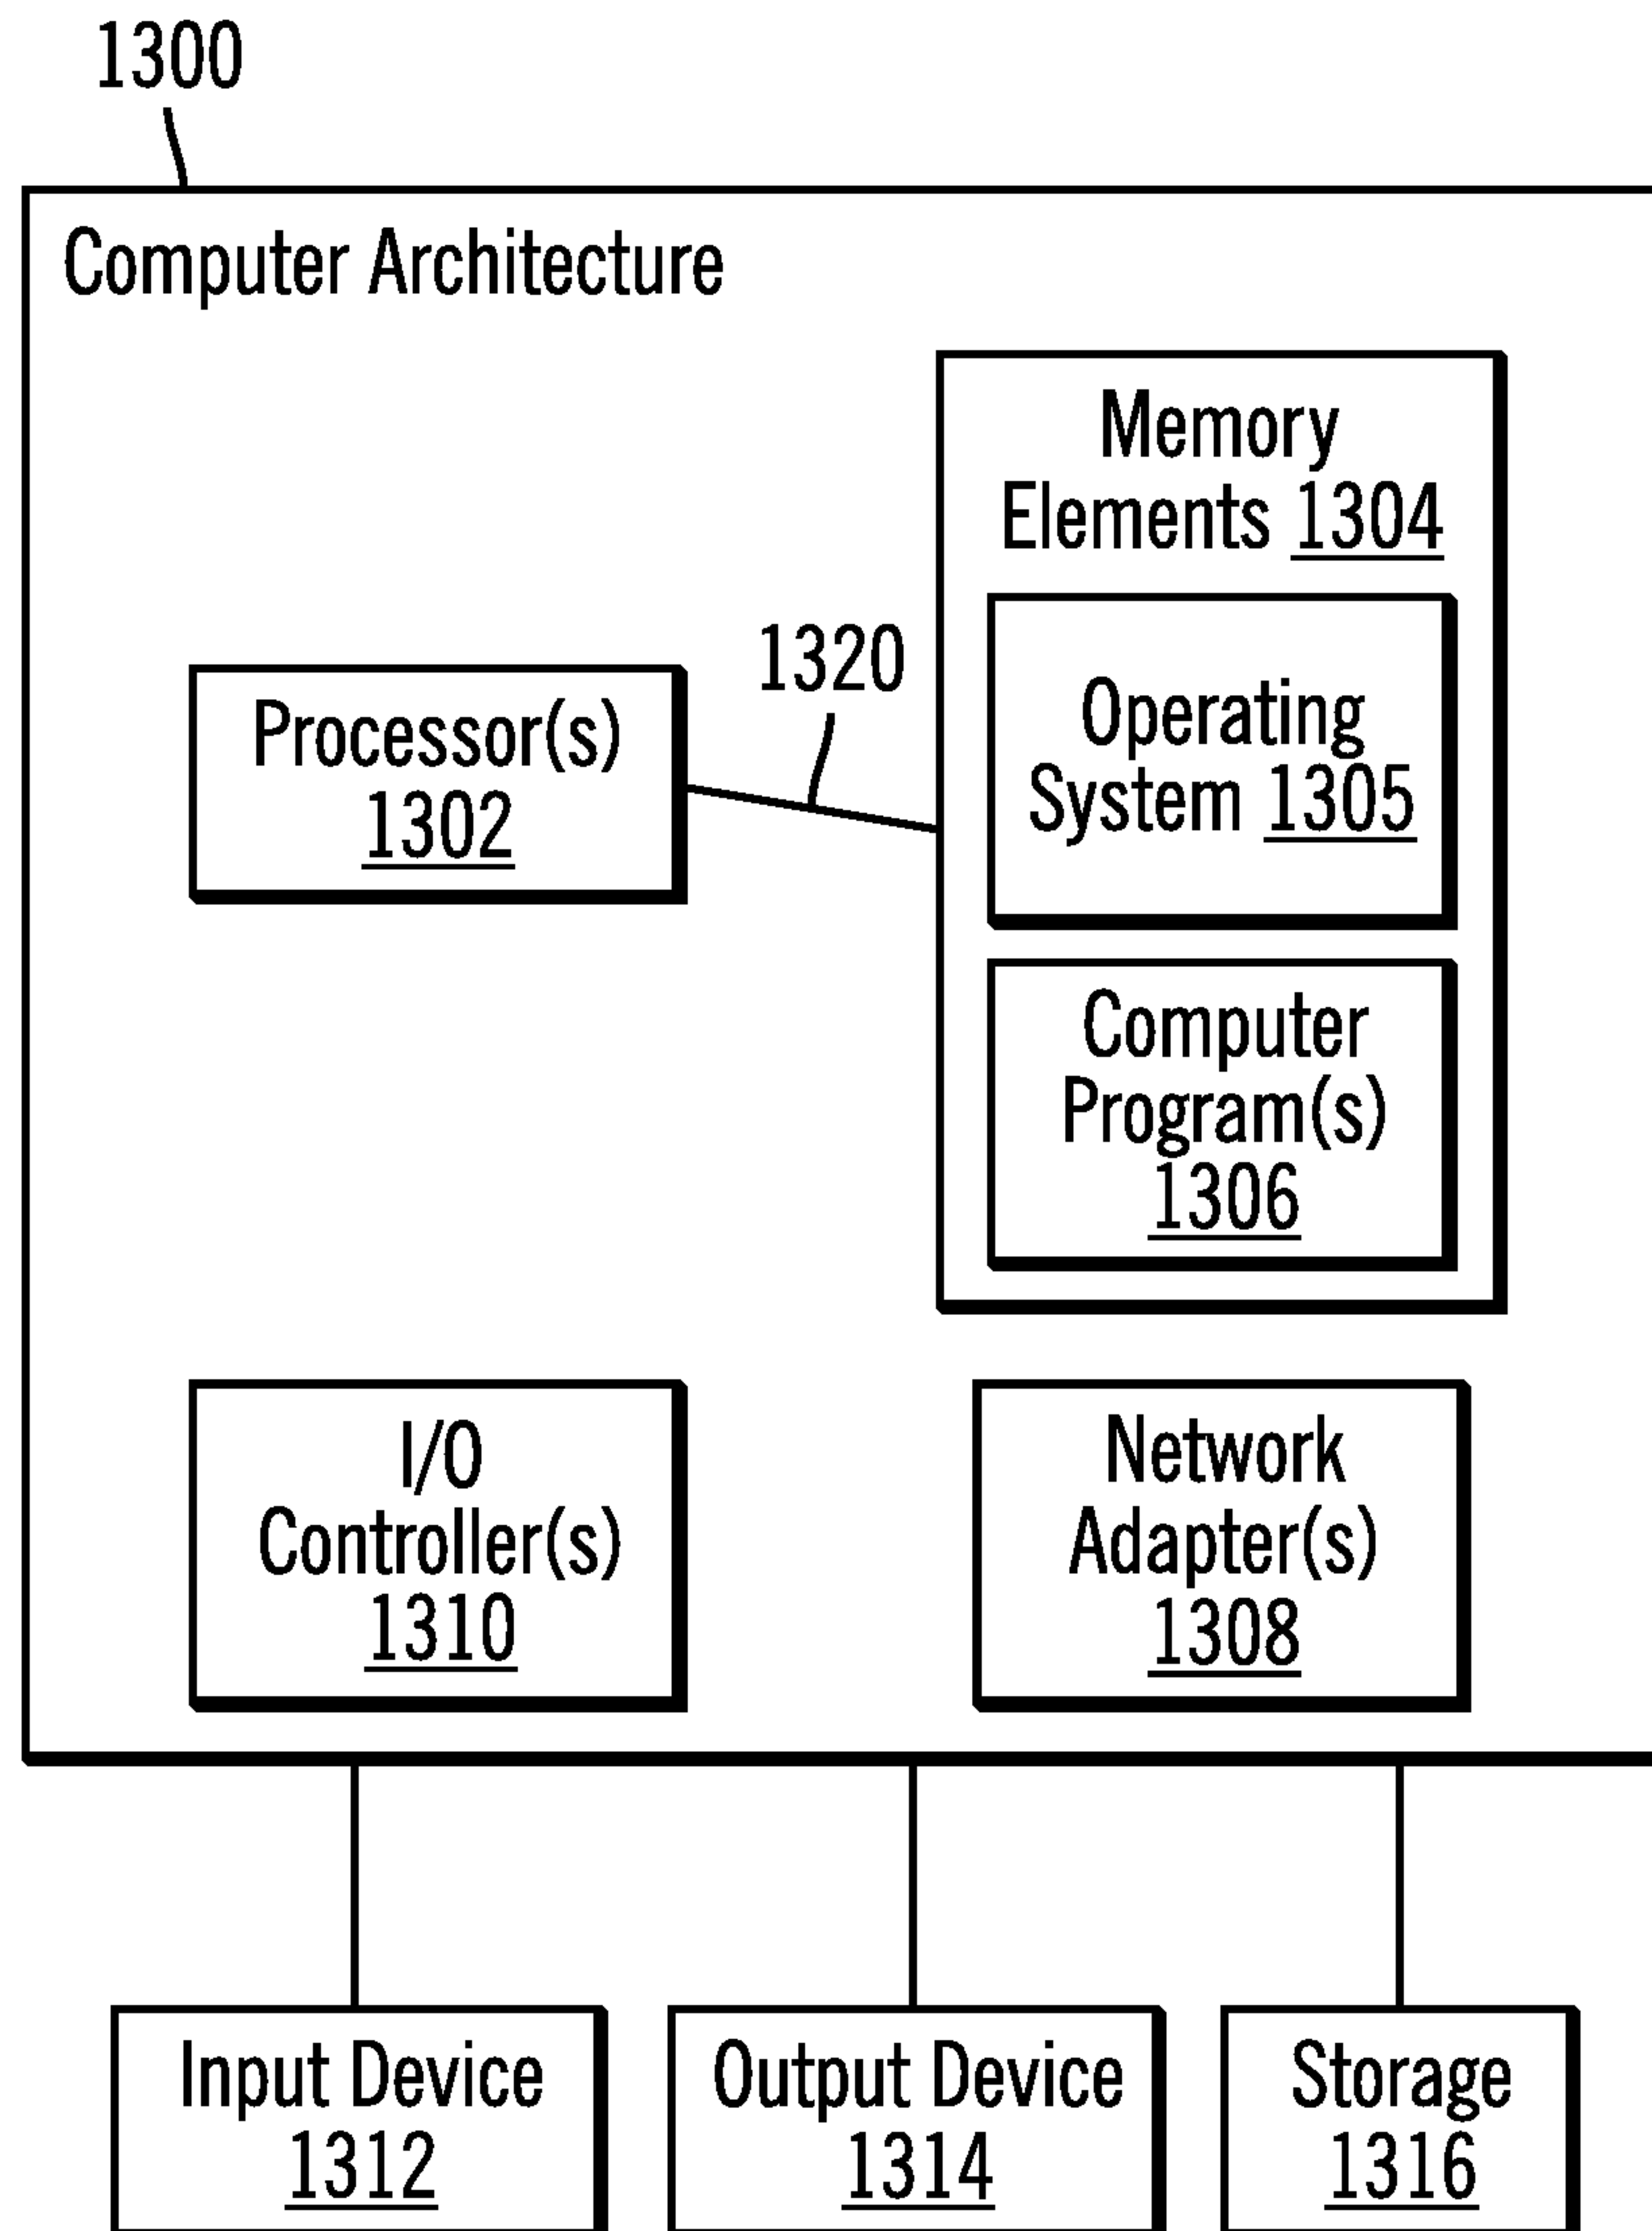 1300
Computer Architecture
Memory
Elements 1304
1320
Operating
System 1305
Processor(s)
1302
Computer
Program(s)
1306
I/O
Controller(s)
1310
Network
Adapter(s)
1308
Input Device
1312
Output Device
1314
Storage
1316